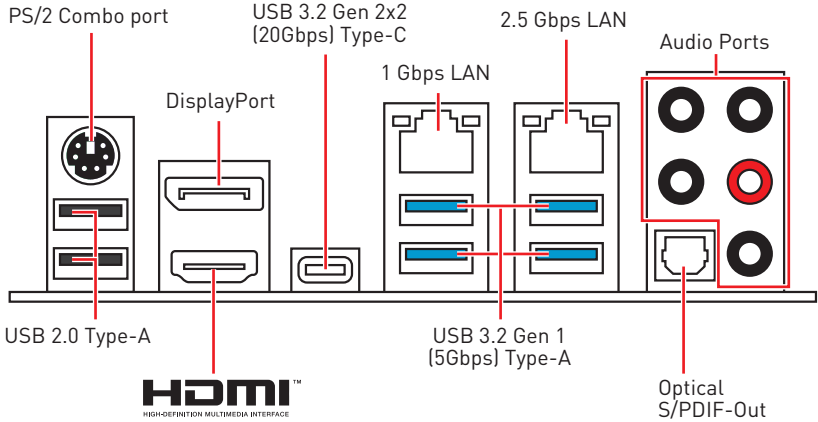 PS/2 Combo port
USB 3.2 Gen 2x2
(20Gbps) Type-C
2.5 Gbps LAN
Audio Ports
1 Gbps LAN
DisplayPort
USB 2.0 Type-A
USB 3.2 Gen 1
(5Gbps) Type-A
HDMI™
HIGH-DEFINITION MULTIMEDIA INTERFACE
Optical
S/PDIF-Out